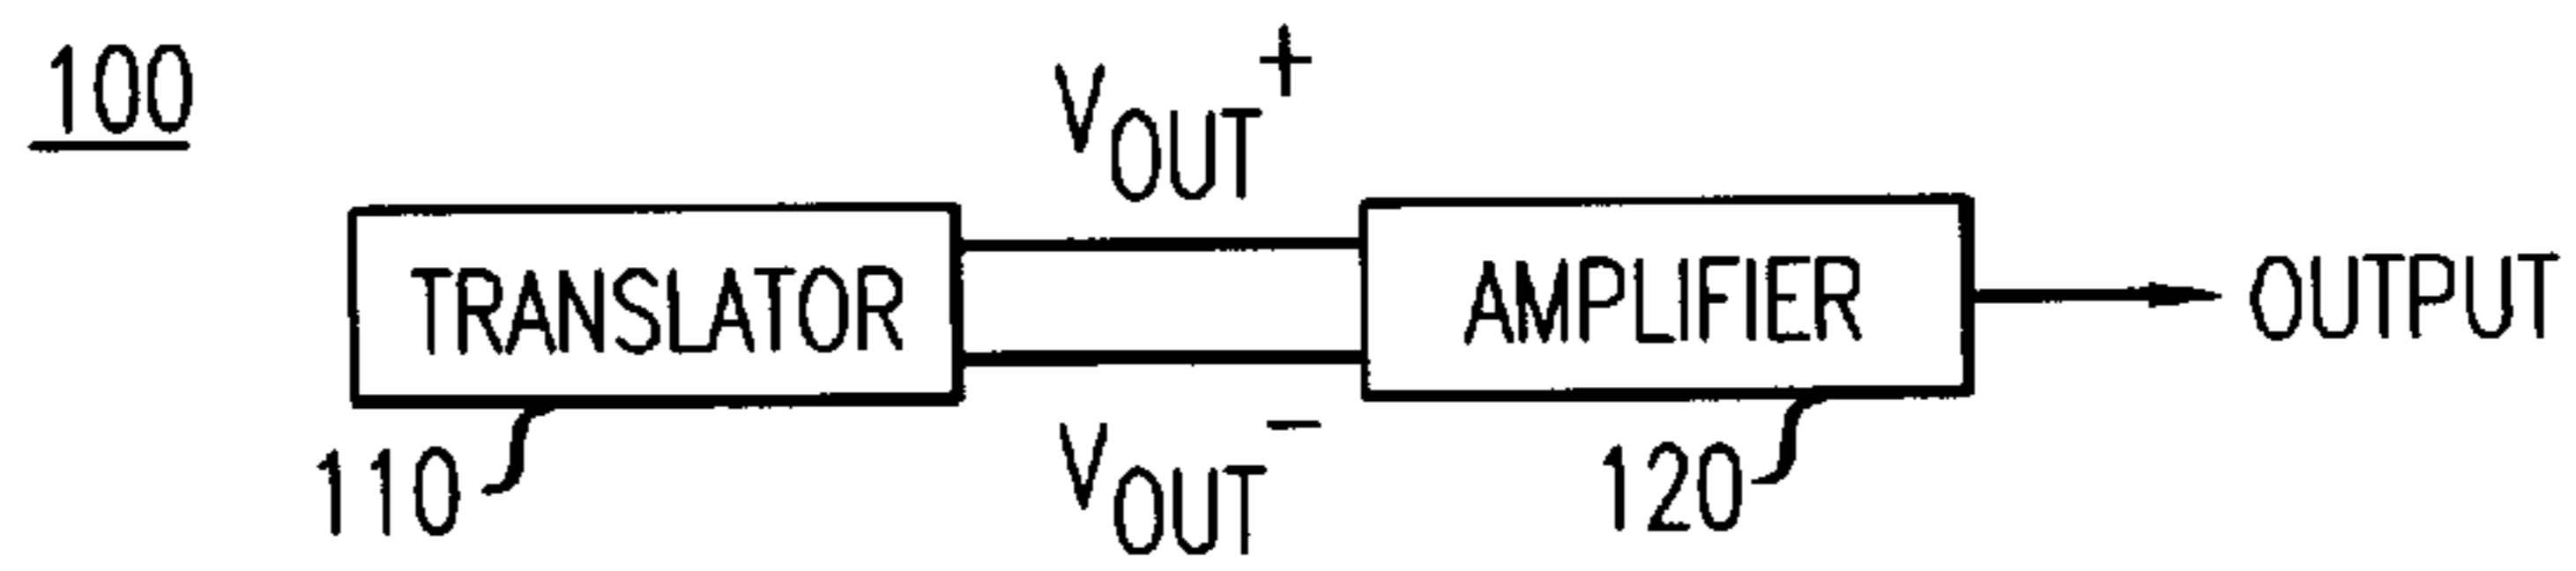 100
VOUT+
TRANSLATOR
AMPLIFIER
OUTPUT
VOUT−
110
120